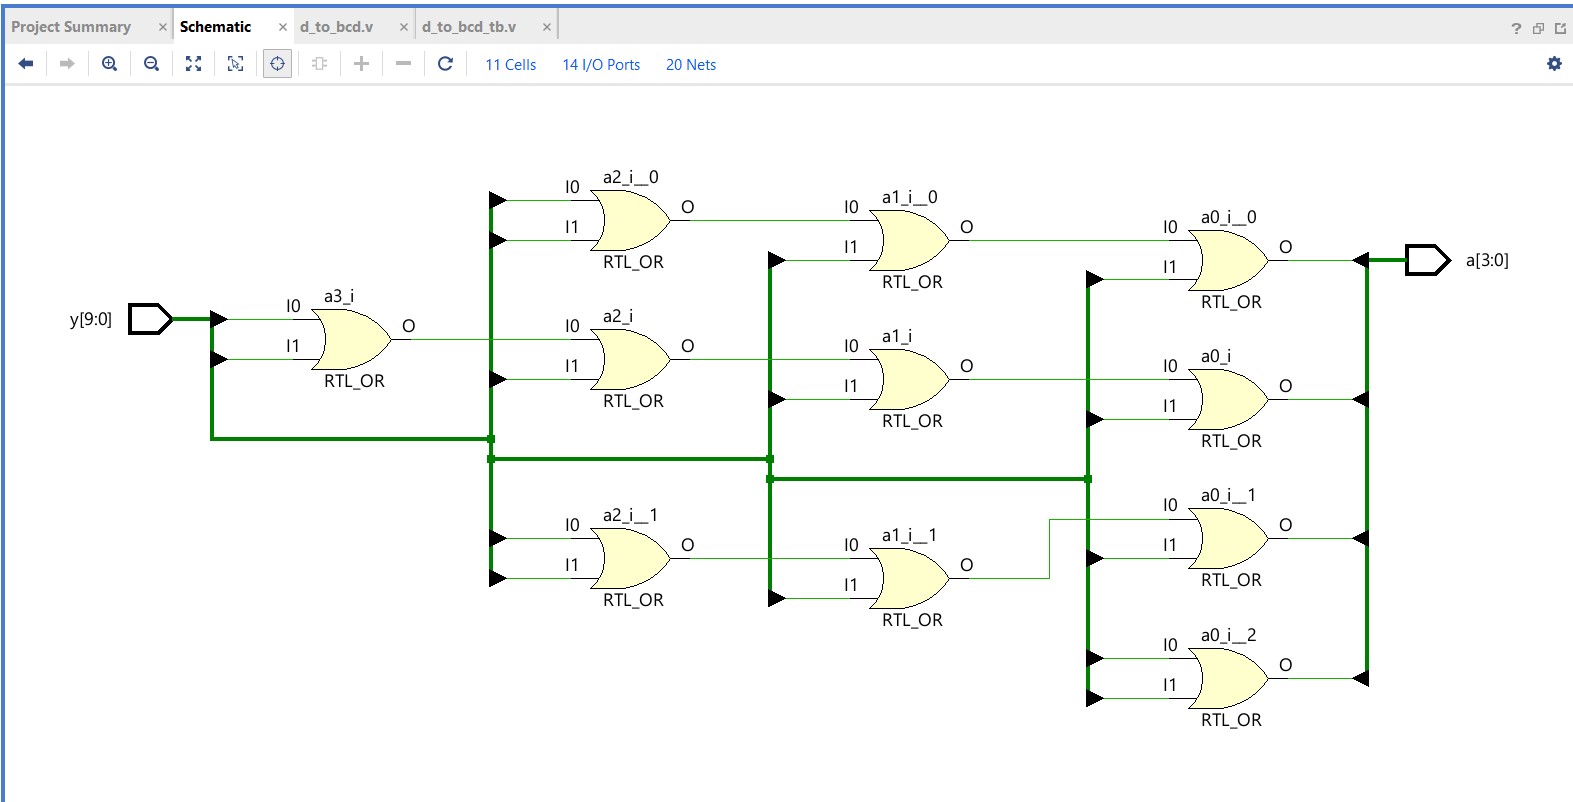 Project Summary × Schematic × d_to_bcd.v × d_to_bcd_tb.v × ?
11 Cells 14 I/O Ports 20 Nets
a2_i__0
I0
O
I1
RTL_OR
a1_i__0
I0
O
I1
RTL_OR
a0_i__0
I0
O
I1
RTL_OR
a[3:0]
y[9:0]
a3_i
I0
O
I1
RTL_OR
a2_i
I0
O
I1
RTL_OR
a1_i
I0
O
I1
RTL_OR
a0_i
I0
O
I1
RTL_OR
a2_i__1
I0
O
I1
RTL_OR
a1_i__1
I0
O
I1
RTL_OR
a0_i__1
I0
O
I1
RTL_OR
a0_i__2
I0
O
I1
RTL_OR